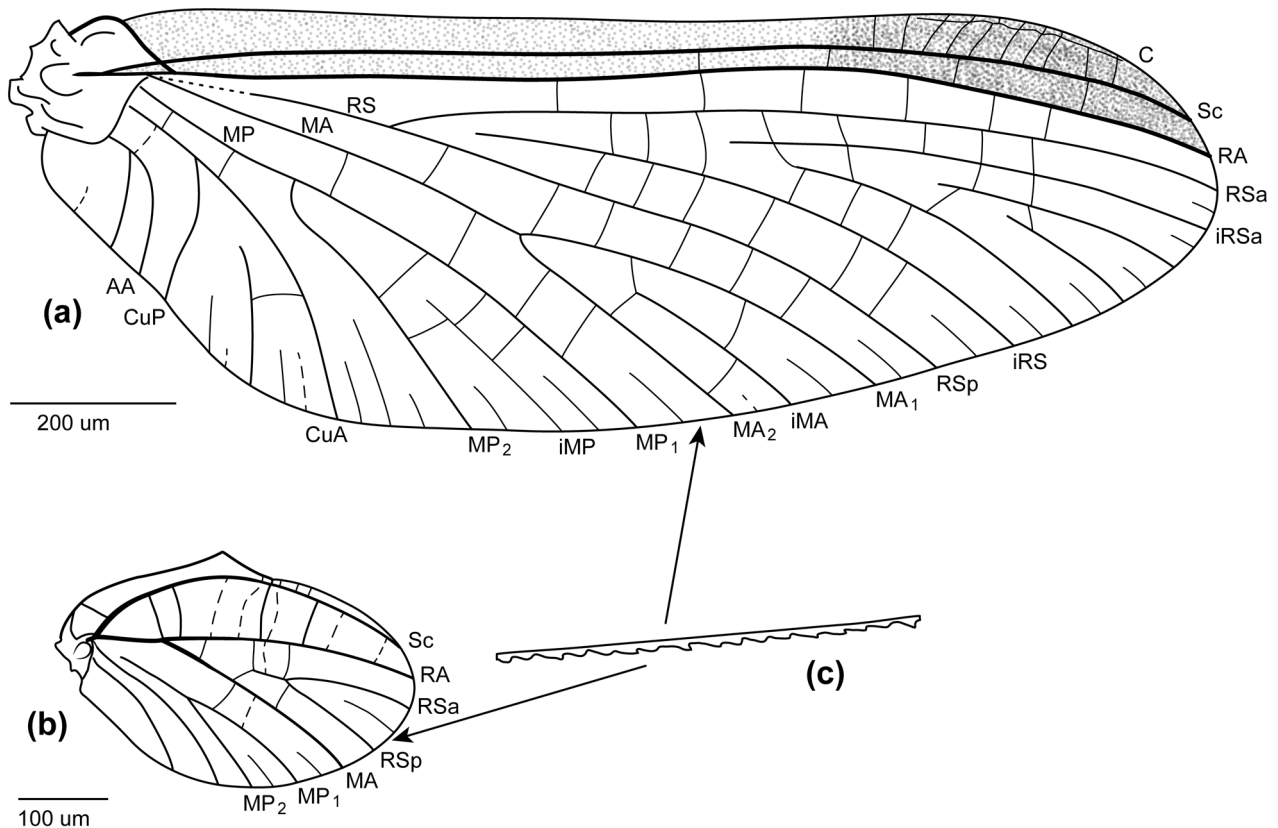 C
Sc
RA
RSa
iRSa
RS
MA
MP
AA
CuP
(a)
200 um
CuA
MP2
iMP
MP1
MA2
iMA
MA1
RSp
iRS
(b)
Sc
RA
RSa
RSp
MA
MP1
MP2
100 um
(c)